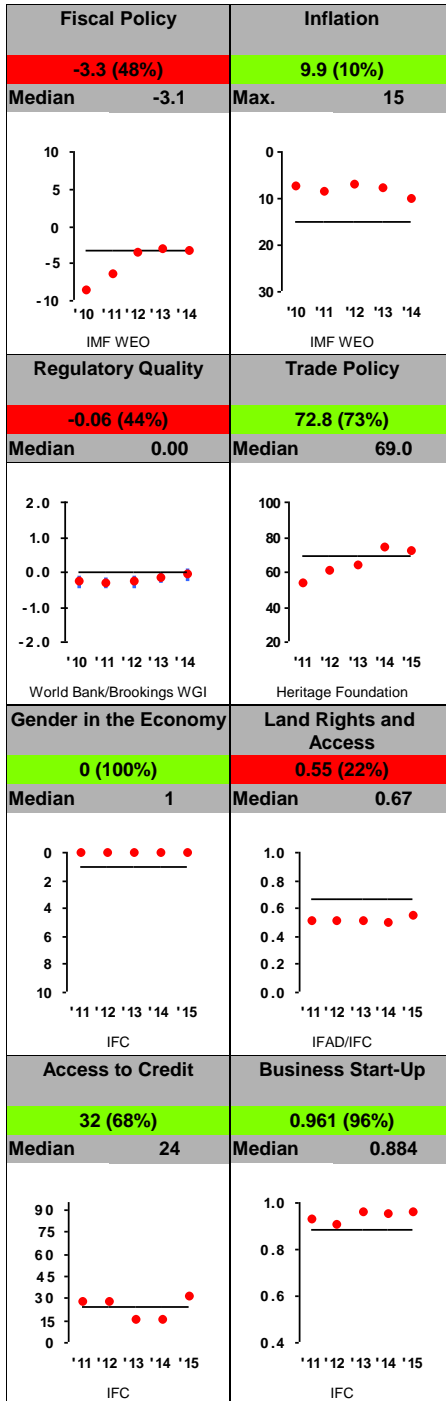 Fiscal Policy
-3.3 (48%)
Median -3.1
10
5
0
-5
-10
'10 '11 '12 '13 '14
IMF WEO
Inflation
9.9 (10%)
Max. 15
0
10
20
30
'10 '11 '12 '13 '14
IMF WEO
Regulatory Quality
-0.06 (44%)
Median 0.00
2.0
1.0
0.0
-1.0
-2.0
'10 '11 '12 '13 '14
World Bank/Brookings WGI
Trade Policy
72.8 (73%)
Median 69.0
100
80
60
40
20
'11 '12 '13 '14 '15
Heritage Foundation
Gender in the Economy
0 (100%)
Median 1
0
2
4
6
8
10
'11 '12 '13 '14 '15
IFC
Land Rights and
Access
0.55 (22%)
Median 0.67
1.0
0.8
0.6
0.4
0.2
0.0
'11 '12 '13 '14 '15
IFAD/IFC
Access to Credit
32 (68%)
Median 24
90
75
60
45
30
15
0
'11 '12 '13 '14 '15
IFC
Business Start-Up
0.961 (96%)
Median 0.884
1.0
0.8
0.6
0.4
'11 '12 '13 '14 '15
IFC